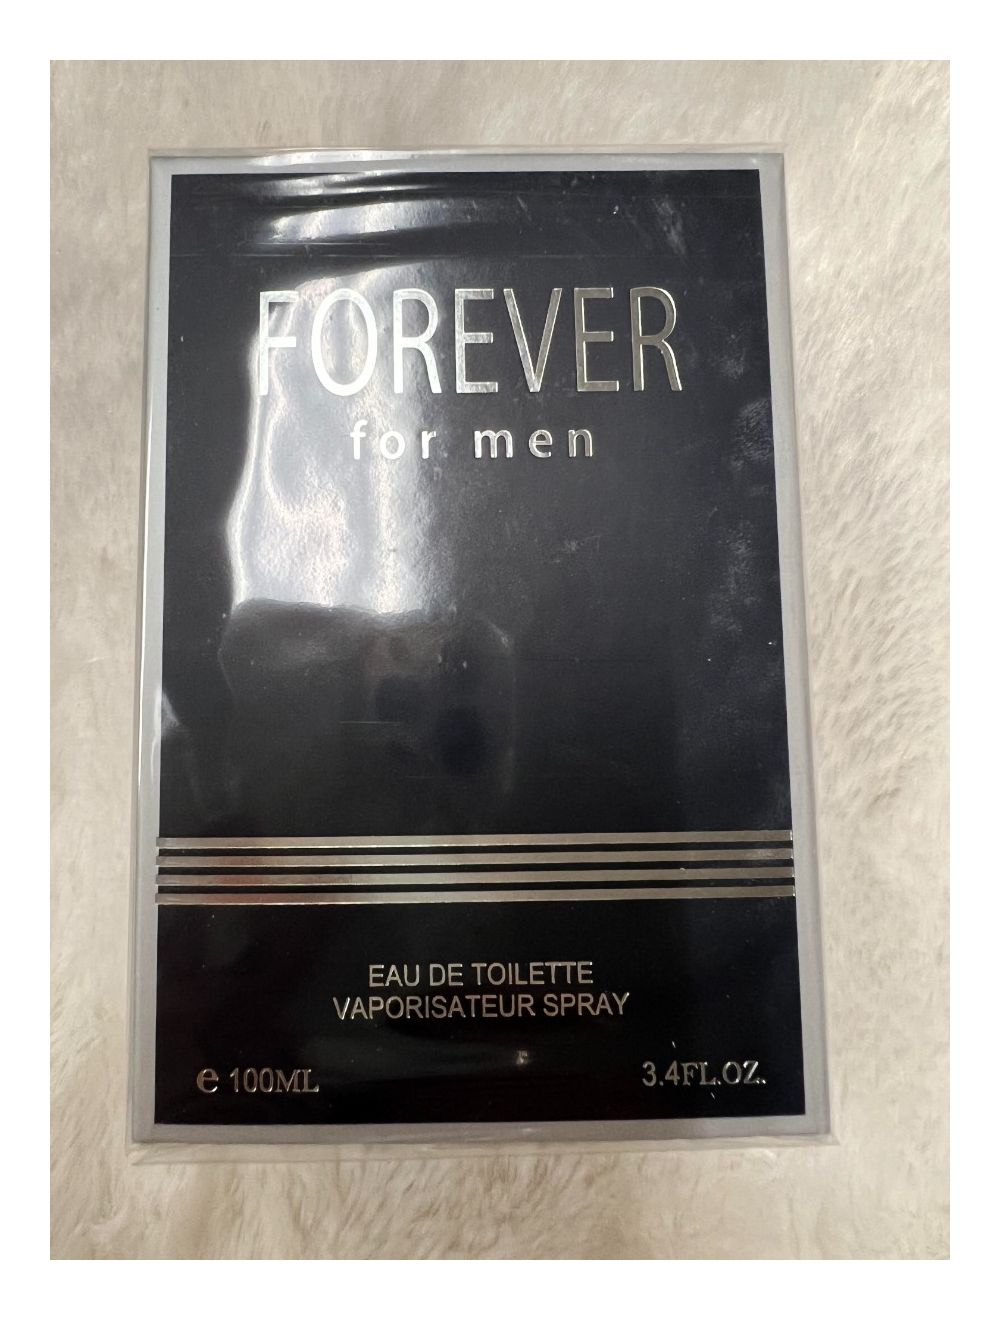 FOREVER
for men
EAU DE TOILETTE
VAPORISATEUR SPRAY
℮ 100ML 3.4FL.OZ.